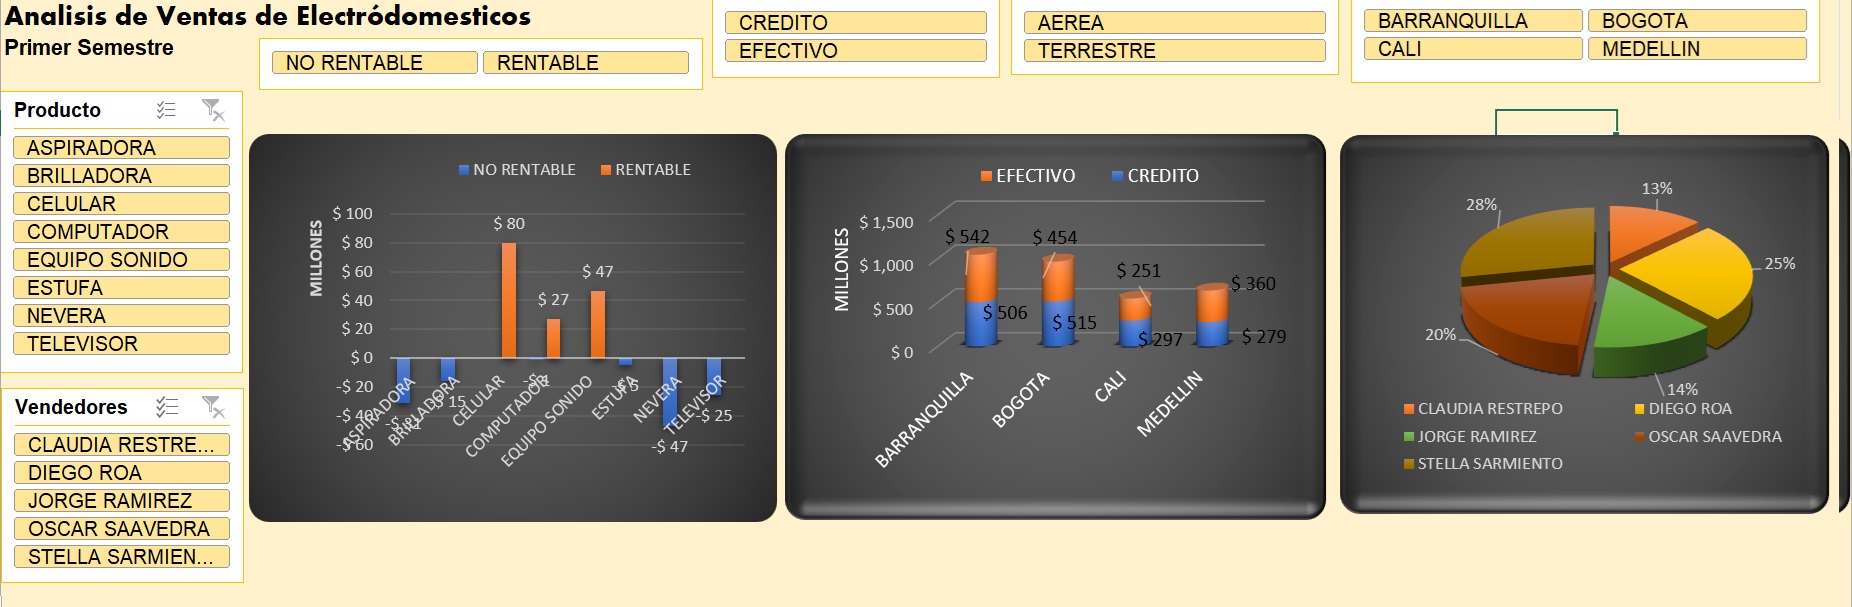 Analisis de Ventas de Electródomesticos
Primer Semestre
NO RENTABLE
RENTABLE
CREDITO
EFECTIVO
AEREA
TERRESTRE
BARRANQUILLA
BOGOTA
CALI
MEDELLIN
Producto
ASPIRADORA
BRILLADORA
CELULAR
COMPUTADOR
EQUIPO SONIDO
ESTUFA
NEVERA
TELEVISOR
Vendedores
CLAUDIA RESTRE...
DIEGO ROA
JORGE RAMIREZ
OSCAR SAAVEDRA
STELLA SARMIEN...
NO RENTABLE
RENTABLE
MILLONES
$ 100
$ 80
$ 60
$ 40
$ 20
$ 0
-$ 20
-$ 40
-$ 60
$ 80
$ 27
$ 47
-$ 1
-$ 5
-$ 15
-$ 47
-$ 25
ASPIRADORA
BRILLADORA
CELULAR
COMPUTADOR
EQUIPO SONIDO
ESTUFA
NEVERA
TELEVISOR
EFECTIVO
CREDITO
MILLONES
$ 1,500
$ 1,000
$ 500
$ 0
$ 542
$ 454
$ 251
$ 360
$ 506
$ 515
$ 297
$ 279
BARRANQUILLA
BOGOTA
CALI
MEDELLIN
13%
28%
25%
20%
14%
CLAUDIA RESTREPO
DIEGO ROA
JORGE RAMIREZ
OSCAR SAAVEDRA
STELLA SARMIENTO